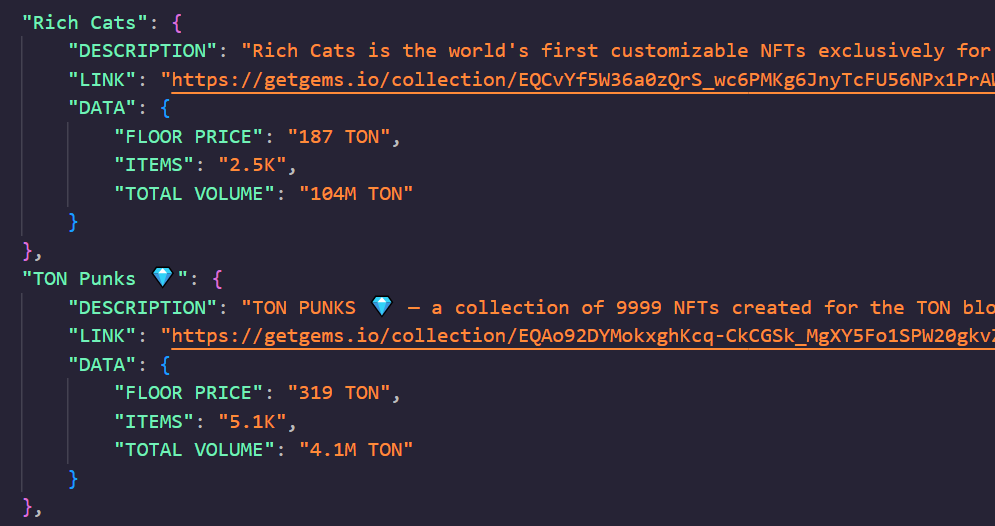 "Rich Cats": {
"DESCRIPTION": "Rich Cats is the world's first customizable NFTs exclusively for
"LINK": "https://getgems.io/collection/EQCvYf5W36a0zQrS_wc6PMKg6JnyTcFU56NPx1PrAW
"DATA": {
"FLOOR PRICE": "187 TON",
"ITEMS": "2.5K",
"TOTAL VOLUME": "104M TON"
}
},
"TON Punks 💎": {
"DESCRIPTION": "TON PUNKS 💎 — a collection of 9999 NFTs created for the TON blo
"LINK": "https://getgems.io/collection/EQAo92DYMokxghKcq-CkCGSk_MgXY5Fo1SPW20gkvZ
"DATA": {
"FLOOR PRICE": "319 TON",
"ITEMS": "5.1K",
"TOTAL VOLUME": "4.1M TON"
}
},